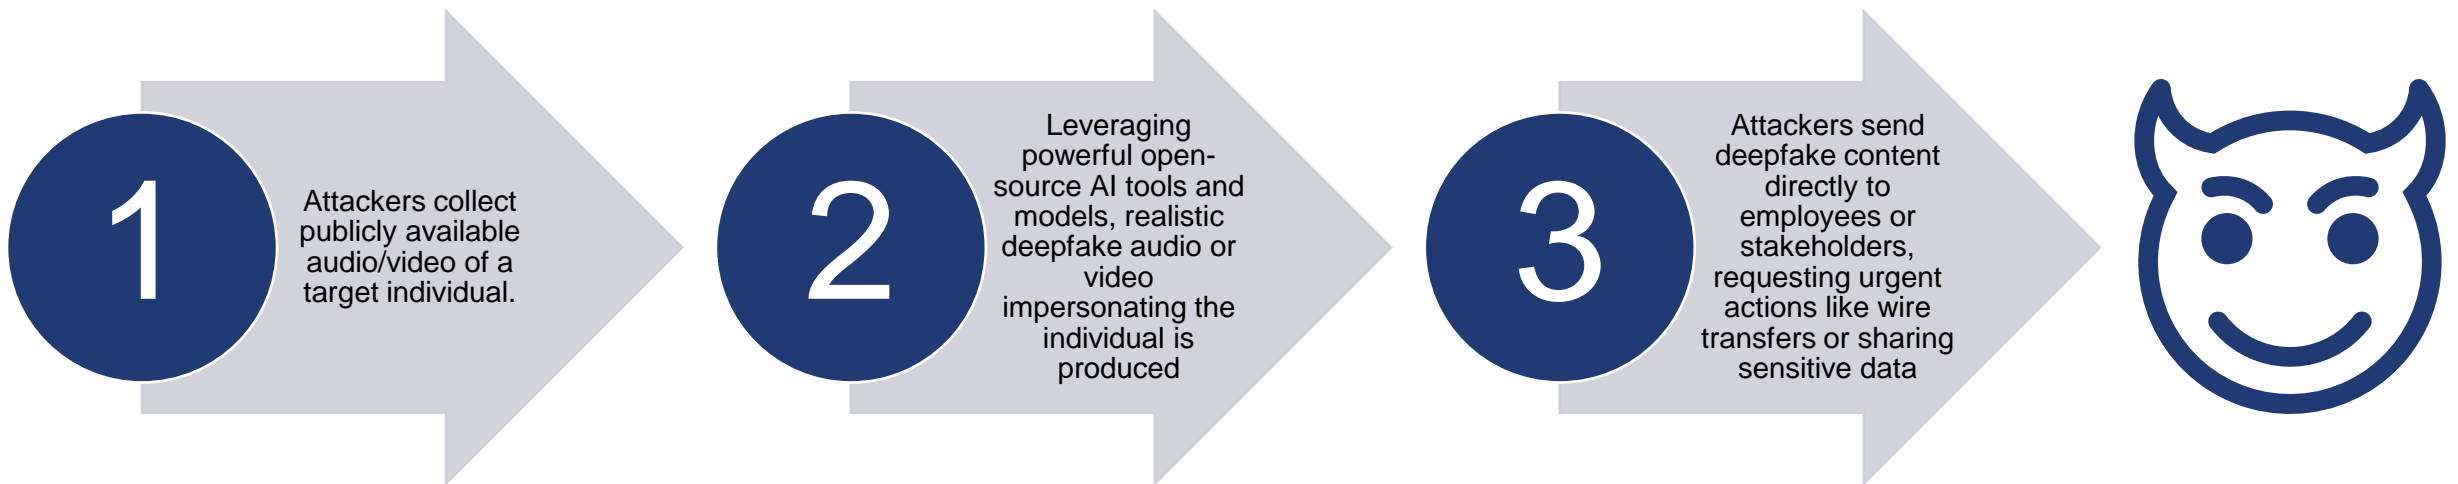 1
Attackers collect
publicly available
audio/video of a
target individual.
2
Leveraging
powerful open-
source AI tools and
models, realistic
deepfake audio or
video
impersonating the
individual is
produced
3
Attackers send
deepfake content
directly to
employees or
stakeholders,
requesting urgent
actions like wire
transfers or sharing
sensitive data